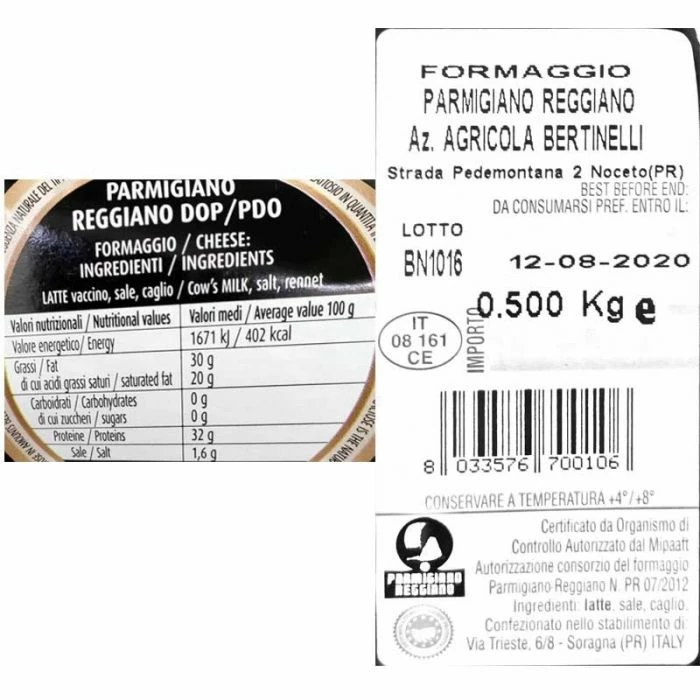 PARMIGIANO
REGGIANO DOP/PDO
FORMAGGIO / CHEESE:
INGREDIENTI / INGREDIENTS
LATTE vaccino, sale, caglio / Cow's MILK, salt, rennet
Valori nutrizionali / Nutritional values Valori medi / Average value 100 g
Valore energetico/ Energy 1671 kJ / 402 kcal
Grassi / Fat 30 g
di cui acidi grassi saturi / saturated fat 20 g
Carboidrati / Carbohydrates 0 g
di cui zuccheri / sugars 0 g
Proteine / Proteins 32 g
Sale / Salt 1,6 g
FORMAGGIO
PARMIGIANO REGGIANO
Az. AGRICOLA BERTINELLI
Strada Pedemontana 2 Noceto(PR)
BEST BEFORE END:
DA CONSUMARSI PREF. ENTRO IL:
LOTTO
BN1016 12-08-2020
IMPORTO
0.500 Kg e
IT
08 161
CE
8 033576 700106
CONSERVARE A TEMPERATURA +4°/+8°
PARMIGIANO
REGGIANO
Certificato da Organismo di
Controllo Autorizzato dal Mipaaft
Autorizzazione consorzio del formaggio
Parmigiano Reggiano N. PR 07/2012
Ingredienti: latte, sale, caglio.
Confezionato nello stabilimento di:
Via Trieste, 6/8 - Soragna (PR) ITALY